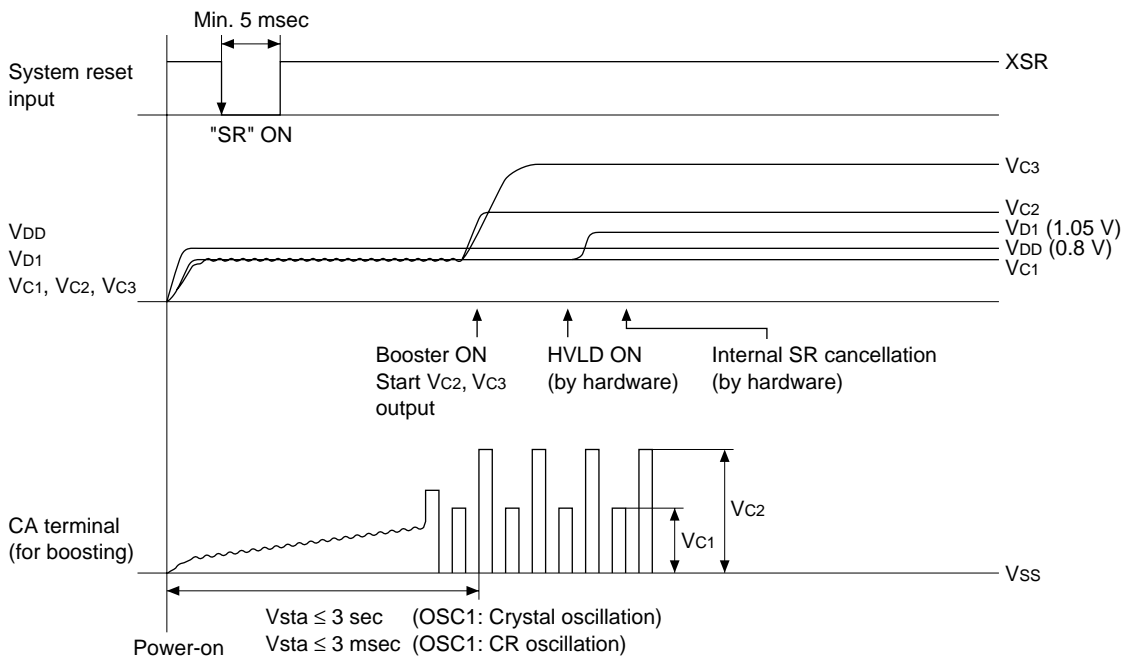 Min. 5 msec
System reset
input
XSR
"SR" ON
VC3
VC2
VD1 (1.05 V)
VDD (0.8 V)
VC1
VDD
VD1
VC1, VC2, VC3
Booster ON
Start VC2, VC3
output
HVLD ON
(by hardware)
Internal SR cancellation
(by hardware)
CA terminal
(for boosting)
VC2
VC1
VSS
Vsta ≤ 3 sec (OSC1: Crystal oscillation)
Vsta ≤ 3 msec (OSC1: CR oscillation)
Power-on